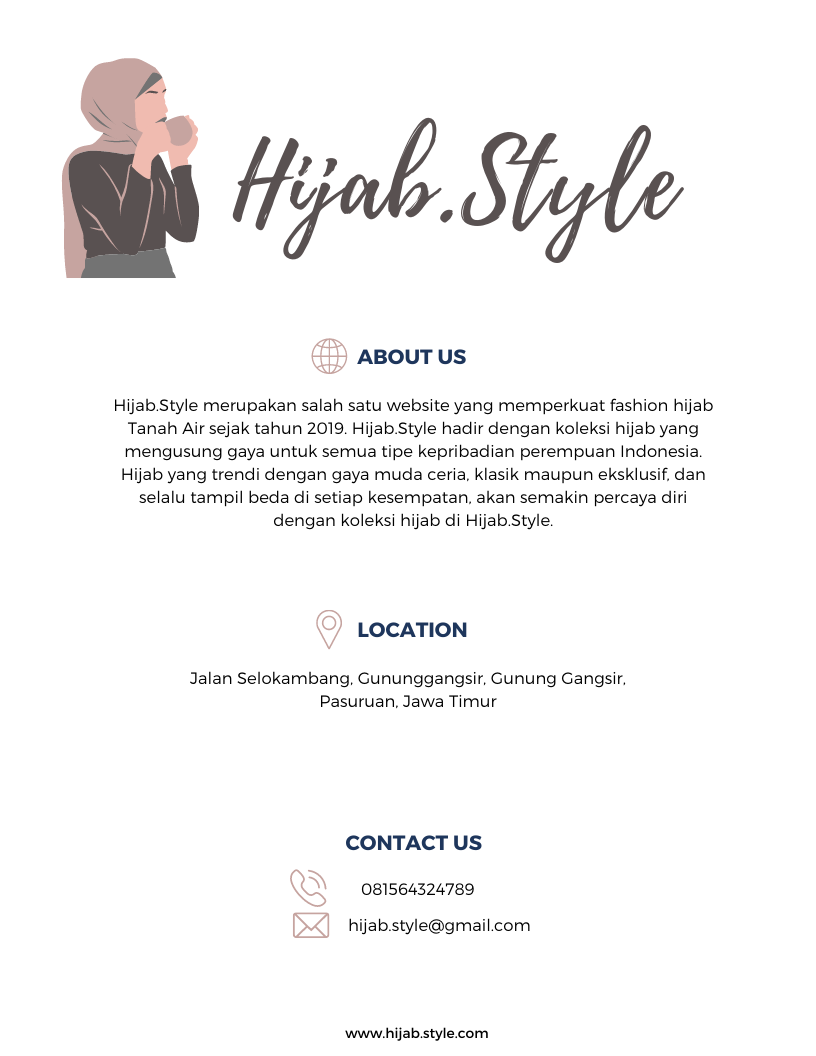 Hijab.Style
ABOUT US
Hijab.Style merupakan salah satu website yang memperkuat fashion hijab
Tanah Air sejak tahun 2019. Hijab.Style hadir dengan koleksi hijab yang
mengusung gaya untuk semua tipe kepribadian perempuan Indonesia.
Hijab yang trendi dengan gaya muda ceria, klasik maupun eksklusif, dan
selalu tampil beda di setiap kesempatan, akan semakin percaya diri
dengan koleksi hijab di Hijab.Style.
LOCATION
Jalan Selokambang, Gununggangsir, Gunung Gangsir,
Pasuruan, Jawa Timur
CONTACT US
081564324789
hijab.style@gmail.com
www.hijab.style.com